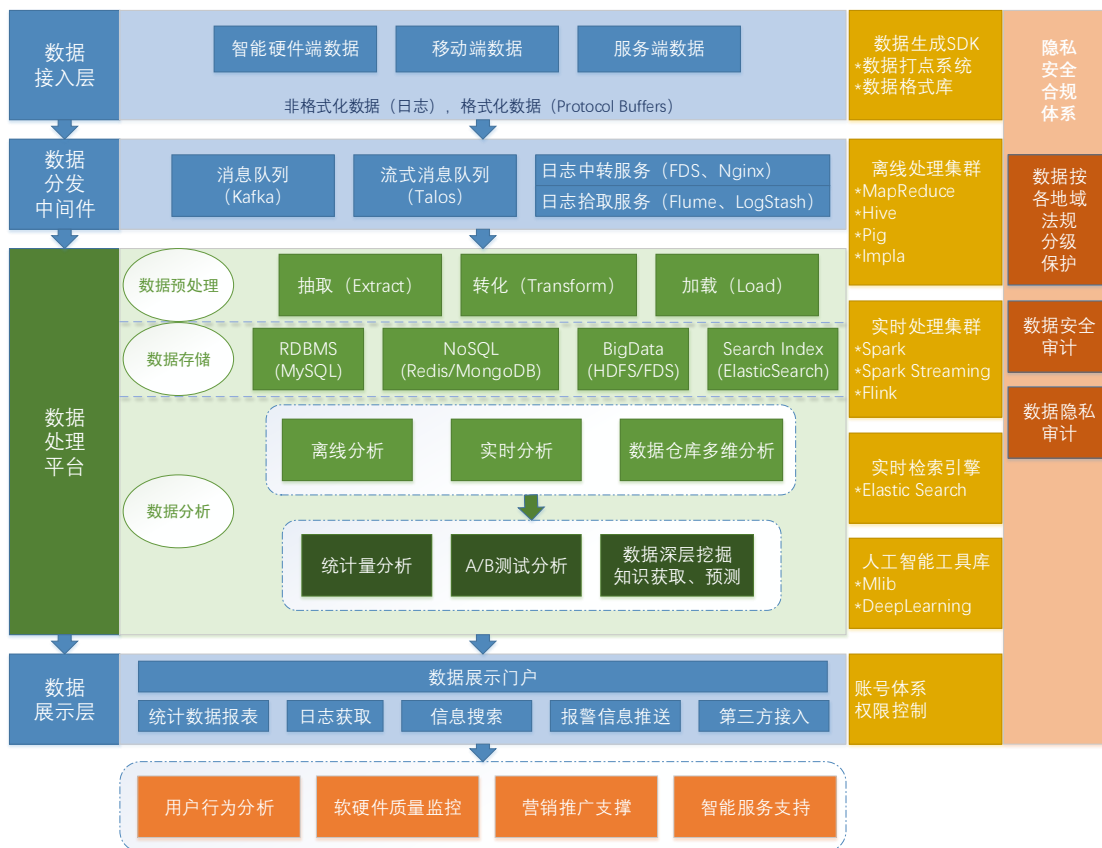 数据
接入层
智能硬件端数据
移动端数据
服务端数据
非格式化数据（日志），格式化数据（Protocol Buffers）
数据生成SDK
*数据打点系统
*数据格式库
隐私
安全
合规
体系
数据
分发
中间件
消息队列
（Kafka）
流式消息队列
（Talos）
日志中转服务（FDS、Nginx）
日志拾取服务（Flume、LogStash）
离线处理集群
*MapReduce
*Hive
*Pig
*Impla
数据按
各地域
法规
分级
保护
数据
处理
平台
数据预处理
抽取（Extract）
转化（Transform）
加载（Load）
数据存储
RDBMS
(MySQL)
NoSQL
(Redis/MongoDB)
BigData
(HDFS/FDS)
Search Index
(ElasticSearch)
实时处理集群
*Spark
*Spark Streaming
*Flink
数据安全
审计
数据隐私
审计
数据分析
离线分析
实时分析
数据仓库多维分析
统计量分析
A/B测试分析
数据深层挖掘
知识获取、预测
实时检索引擎
*Elastic Search
人工智能工具库
*Mlib
*DeepLearning
数据
展示层
数据展示门户
统计数据报表
日志获取
信息搜索
报警信息推送
第三方接入
账号体系
权限控制
用户行为分析
软硬件质量监控
营销推广支撑
智能服务支持